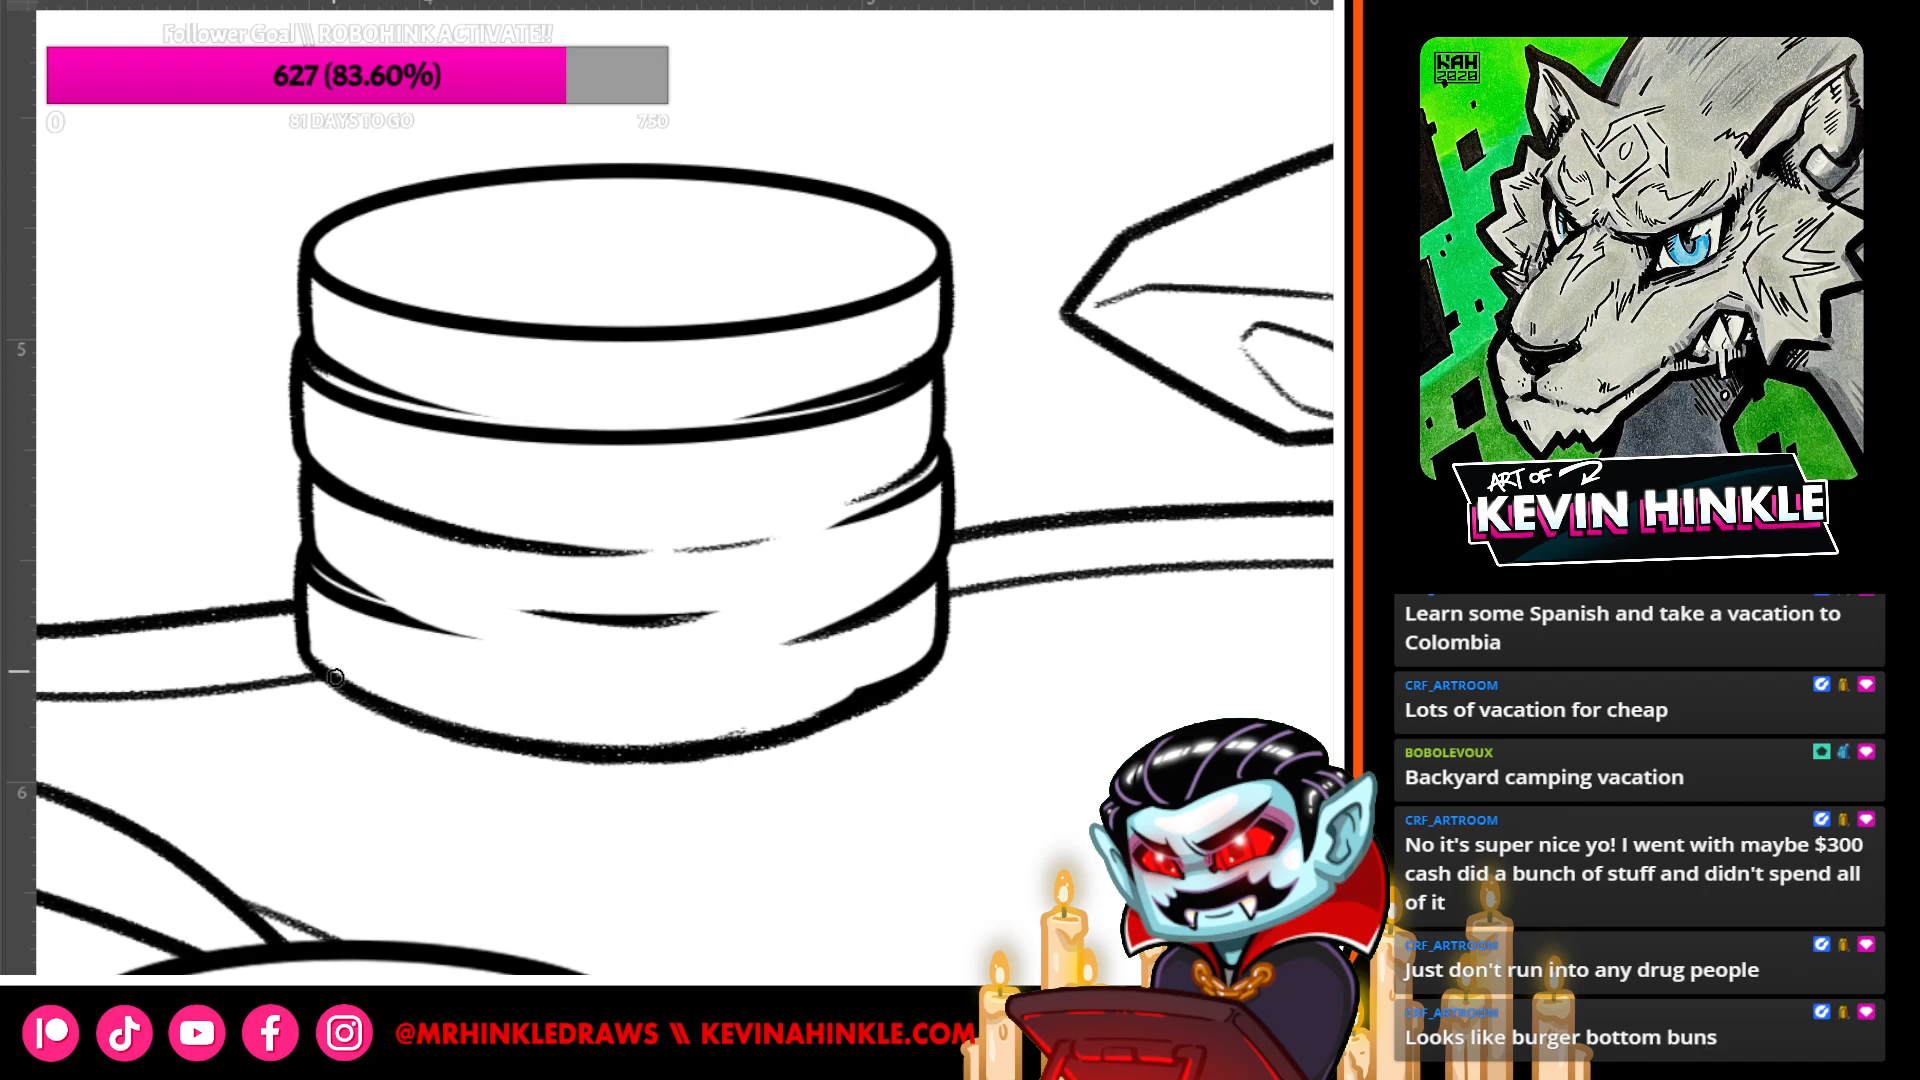 Follower Goal \\ ROBOHINK ACTIVATE!!
627 (83.60%)
0
81 DAYS TO GO
750
5
6
KAH
2020
ART OF
KEVIN HINKLE
Learn some Spanish and take a vacation to
Colombia
CRF_ARTROOM
Lots of vacation for cheap
BOBOLEVOUX
Backyard camping vacation
CRF_ARTROOM
No it's super nice yo! I went with maybe $300
cash did a bunch of stuff and didn't spend all
of it
CRF_ARTROOM
Just don't run into any drug people
CRF_ARTROOM
Looks like burger bottom buns
@MRHINKLEDRAWS \\ KEVINAHINKLE.COM